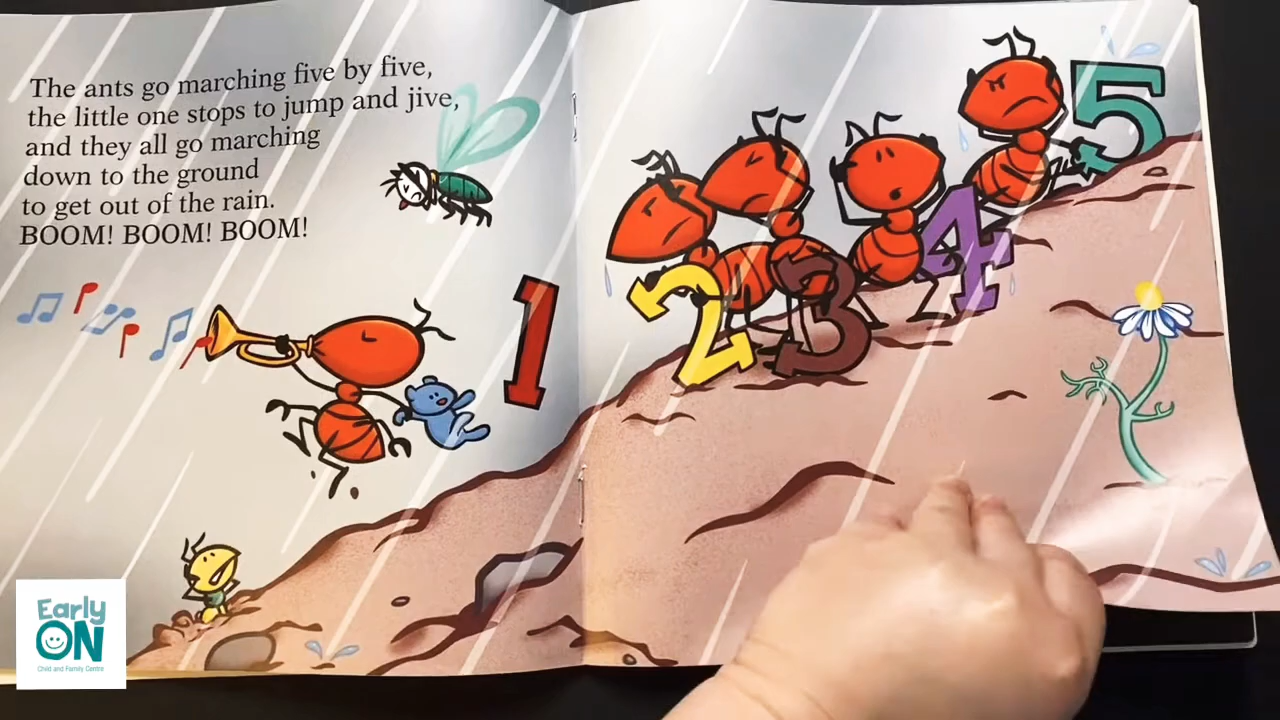 The ants go marching five by five,
the little one stops to jump and jive,
and they all go marching
down to the ground
to get out of the rain.
BOOM! BOOM! BOOM!
1
2
3
4
5
Early
ON
Child and Family Centre